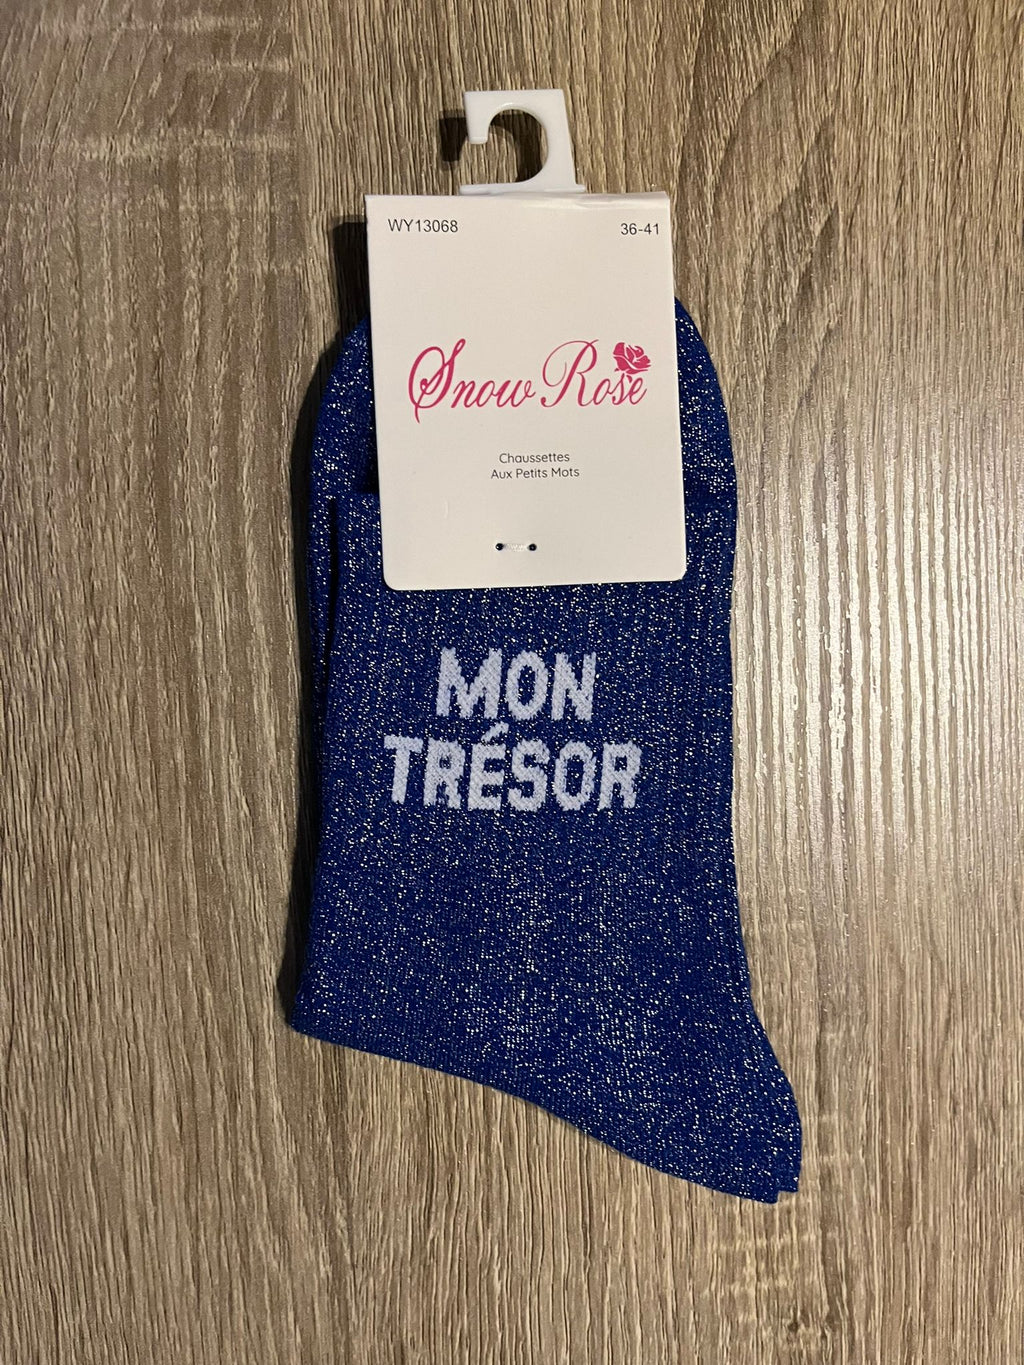 WY13068 36-41
Snow Rose
Chaussettes
Aux Petits Mots
MON
TRÉSOR